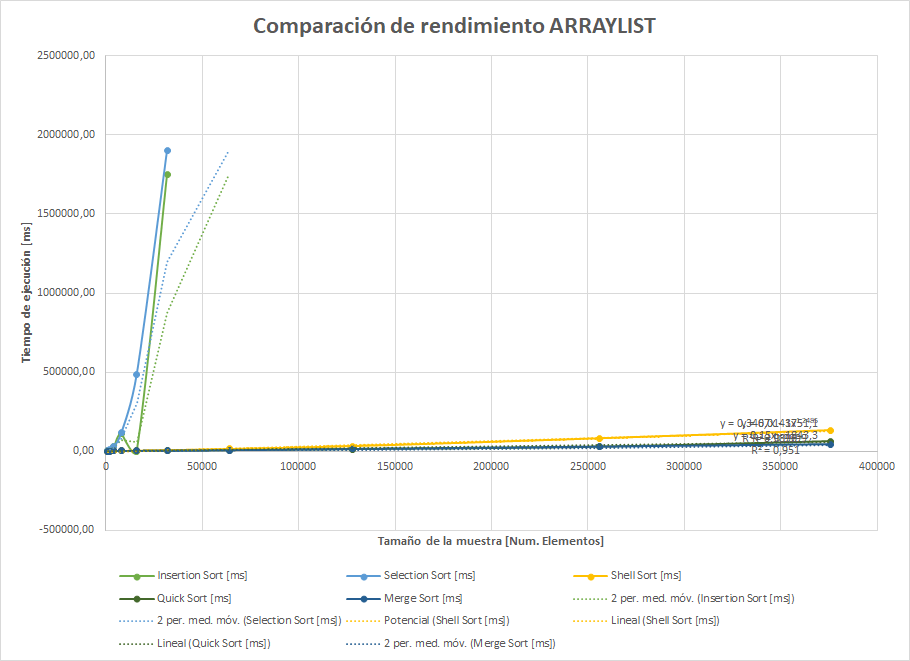 Comparación de rendimiento ARRAYLIST
2500000,00
2000000,00
1500000,00
1000000,00
500000,00
0,00
-500000,00
Tiempo de ejecución [ms]
0
50000
100000
150000
200000
250000
300000
350000
400000
R² = 0,951
Tamaño de la muestra [Num. Elementos]
Insertion Sort [ms]
Selection Sort [ms]
Shell Sort [ms]
Quick Sort [ms]
Merge Sort [ms]
2 per. med. móv. (Insertion Sort [ms])
2 per. med. móv. (Selection Sort [ms])
Potencial (Shell Sort [ms])
Lineal (Shell Sort [ms])
Lineal (Quick Sort [ms])
2 per. med. móv. (Merge Sort [ms])